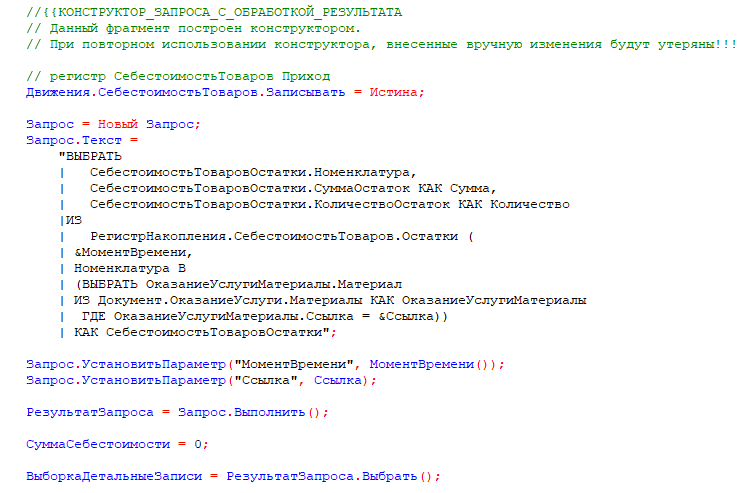 //{{КОНСТРУКТОР_ЗАПРОСА_С_ОБРАБОТКОЙ_РЕЗУЛЬТАТА
// Данный фрагмент построен конструктором.
// При повторном использовании конструктора, внесенные вручную изменения будут утеряны!!!
// регистр СебестоимостьТоваров Приход
Движения.СебестоимостьТоваров.Записывать = Истина;
Запрос = Новый Запрос;
Запрос.Текст =
"ВЫБРАТЬ
|   СебестоимостьТоваровОстатки.Номенклатура,
|   СебестоимостьТоваровОстатки.СуммаОстаток КАК Сумма,
|   СебестоимостьТоваровОстатки.КоличествоОстаток КАК Количество
|ИЗ
|   РегистрНакопления.СебестоимостьТоваров.Остатки (
| &МоментВремени,
| Номенклатура В
| (ВЫБРАТЬ ОказаниеУслугиМатериалы.Материал
| ИЗ Документ.ОказаниеУслуги.Материалы КАК ОказаниеУслугиМатериалы
|  ГДЕ ОказаниеУслугиМатериалы.Ссылка = &Ссылка))
| КАК СебестоимостьТоваровОстатки";
Запрос.УстановитьПараметр("МоментВремени", МоментВремени());
Запрос.УстановитьПараметр("Ссылка", Ссылка);
РезультатЗапроса = Запрос.Выполнить();
СуммаСебестоимости = 0;
ВыборкаДетальныеЗаписи = РезультатЗапроса.Выбрать();